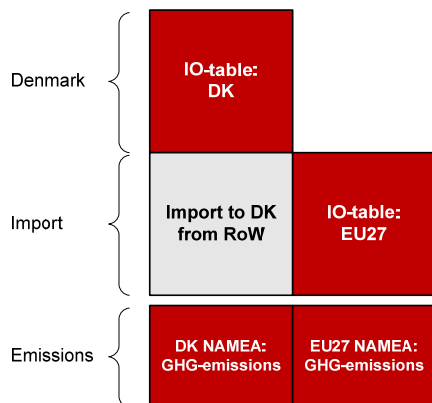 Denmark
IO-table:
DK
Import
Import to DK
from RoW
IO-table:
EU27
Emissions
DK NAMEA:
GHG-emissions
EU27 NAMEA:
GHG-emissions